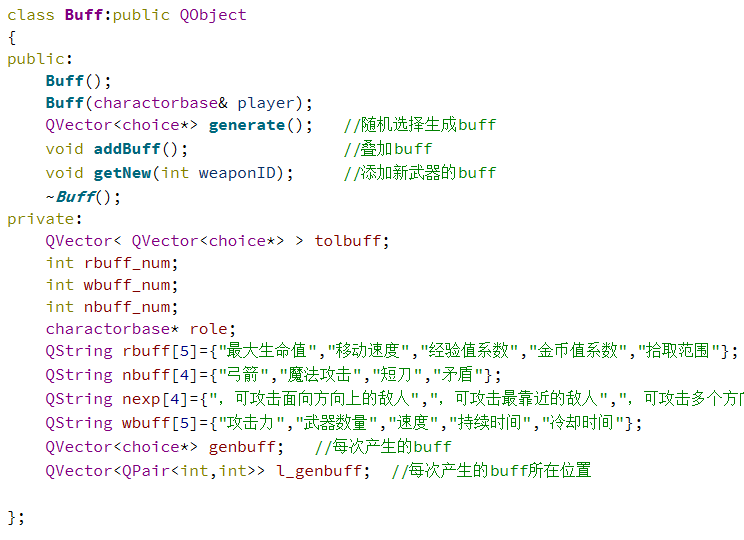 class Buff:public QObject
{
public:
    Buff();
    Buff(charactorbase& player);
    QVector<choice*> generate();   //随机选择生成buff
    void addBuff();                //叠加buff
    void getNew(int weaponID);     //添加新武器的buff
    ~Buff();
private:
    QVector< QVector<choice*> > tolbuff;
    int rbuff_num;
    int wbuff_num;
    int nbuff_num;
    charactorbase* role;
    QString rbuff[5]={"最大生命值","移动速度","经验值系数","金币值系数","拾取范围"};
    QString nbuff[4]={"弓箭","魔法攻击","短刀","矛盾"};
    QString nexp[4]={", 可攻击面向方向上的敌人",", 可攻击最靠近的敌人",", 可攻击多个方向
    QString wbuff[5]={"攻击力","武器数量","速度","持续时间","冷却时间"};
    QVector<choice*> genbuff;   //每次产生的buff
    QVector<QPair<int,int>> l_genbuff;  //每次产生的buff所在位置
};